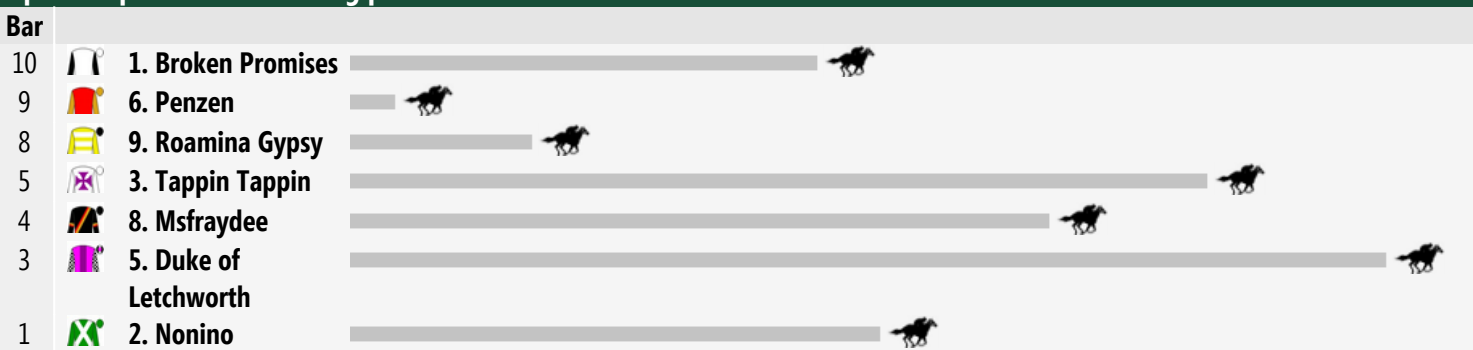 Bar
10 1. Broken Promises
9 6. Penzen
8 9. Roamina Gypsy
5 3. Tappin Tappin
4 8. Msfraydee
3 5. Duke of
Letchworth
1 2. Nonino